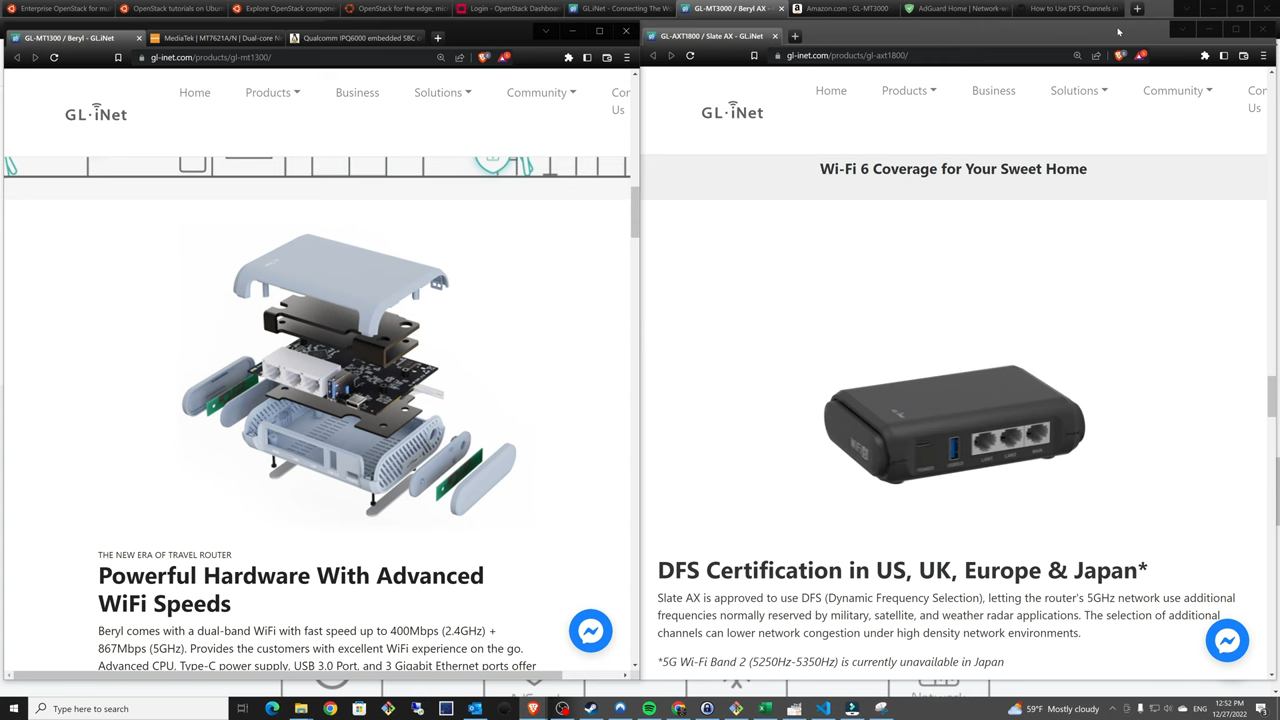 Enterprise OpenStack for mul
OpenStack tutorials on Ubun
Explore OpenStack compone
OpenStack for the edge, mic
Login - OpenStack Dashboar
GL.iNet - Connecting The Wo
GL-MT3000 / Beryl AX -
Amazon.com : GL-MT3000
AdGuard Home | Network-w
How to Use DFS Channels in
GL-MT1300 / Beryl - GL.iNet
MediaTek | MT7621A/N | Dual-core N
Qualcomm IPQ6000 embedded SBC c
gl-inet.com/products/gl-mt1300/
GL·iNet
Home
Products
Business
Solutions
Community
Con
Us
THE NEW ERA OF TRAVEL ROUTER
Powerful Hardware With Advanced
WiFi Speeds
Beryl comes with a dual-band WiFi with fast speed up to 400Mbps (2.4GHz) +
867Mbps (5GHz). Provides the customers with excellent WiFi experience on the go.
Advanced CPU, Type-C power supply, USB 3.0 Port, and 3 Gigabit Ethernet ports offer
GL-AXT1800 / Slate AX - GL.iNet
gl-inet.com/products/gl-axt1800/
GL·iNet
Home
Products
Business
Solutions
Community
Con
Us
Wi-Fi 6 Coverage for Your Sweet Home
POWER
USB3.0
LAN1
LAN2
WAN
DFS Certification in US, UK, Europe & Japan*
Slate AX is approved to use DFS (Dynamic Frequency Selection), letting the router's 5GHz network use additional
frequencies normally reserved by military, satellite, and weather radar applications. The selection of additional
channels can lower network congestion under high density network environments.
*5G Wi-Fi Band 2 (5250Hz-5350Hz) is currently unavailable in Japan
Type here to search
59°F Mostly cloudy
ENG
12:52 PM
12/27/2022